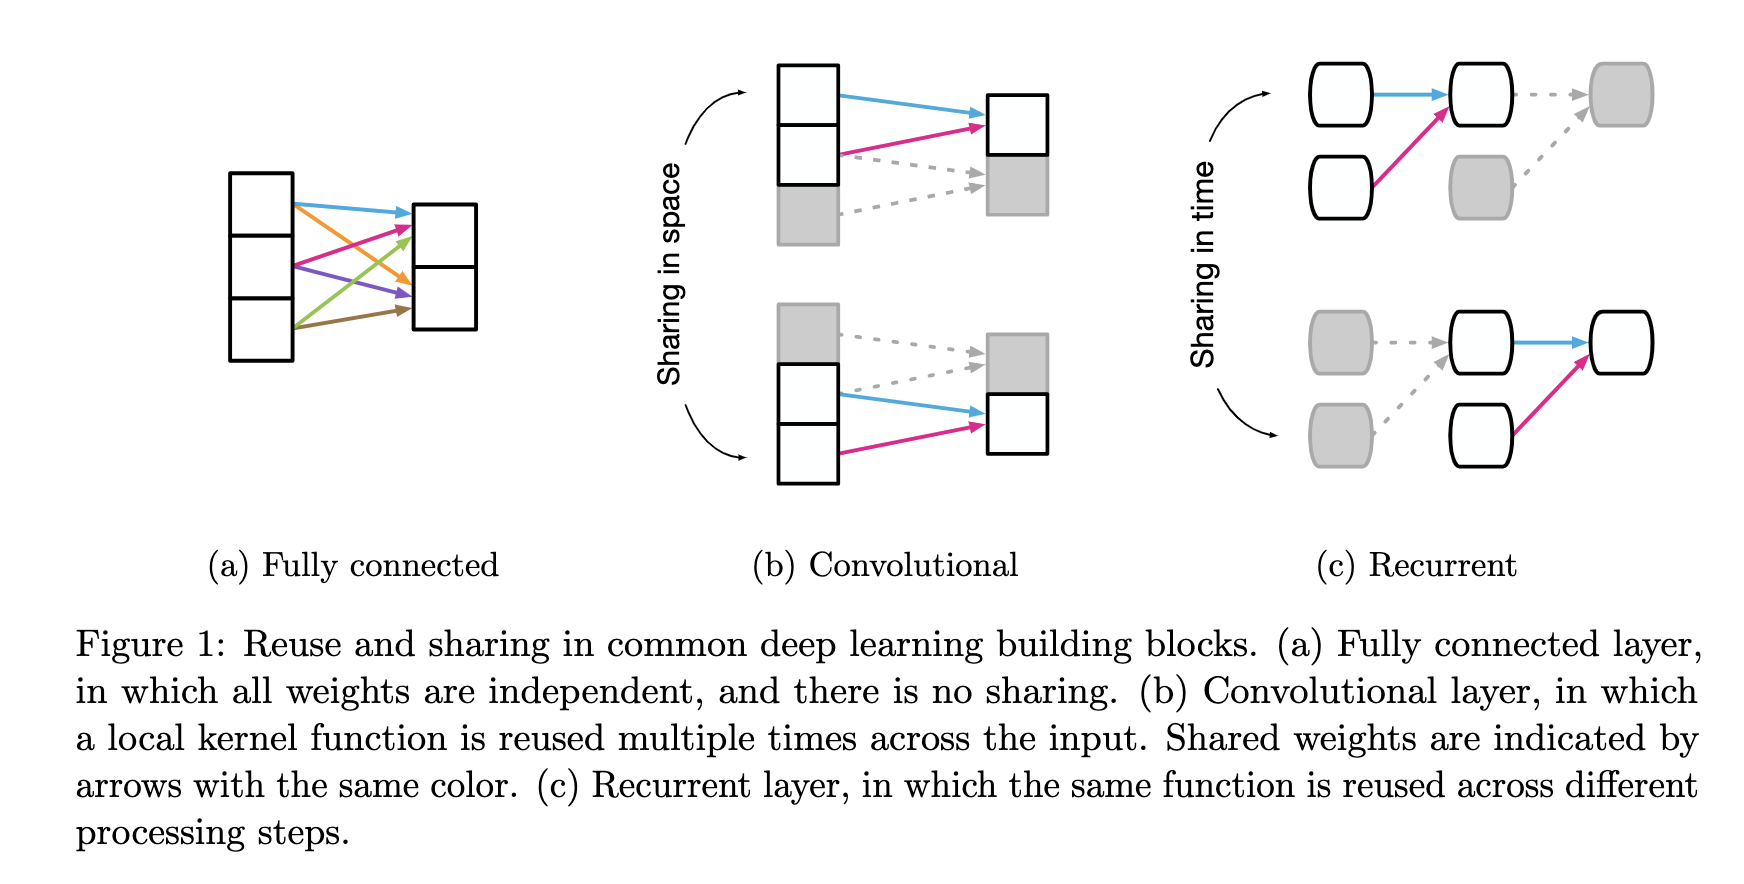 Sharing in space
Sharing in time
(a) Fully connected
(b) Convolutional
(c) Recurrent
Figure 1: Reuse and sharing in common deep learning building blocks. (a) Fully connected layer,
in which all weights are independent, and there is no sharing. (b) Convolutional layer, in which
a local kernel function is reused multiple times across the input. Shared weights are indicated by
arrows with the same color. (c) Recurrent layer, in which the same function is reused across different
processing steps.